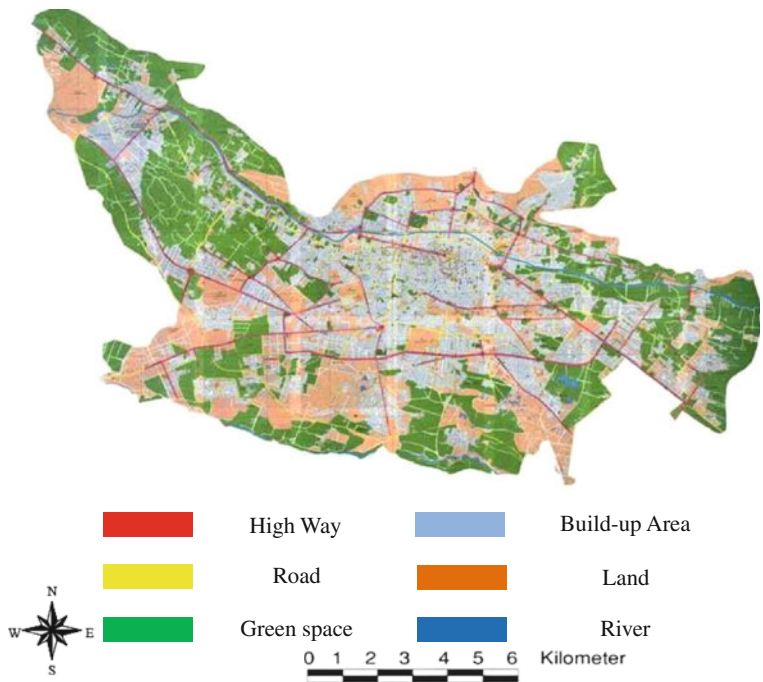 High Way Build-up Area
Road Land
N
W E
S
Green space River
0 1 2 3 4 5 6 Kilometer